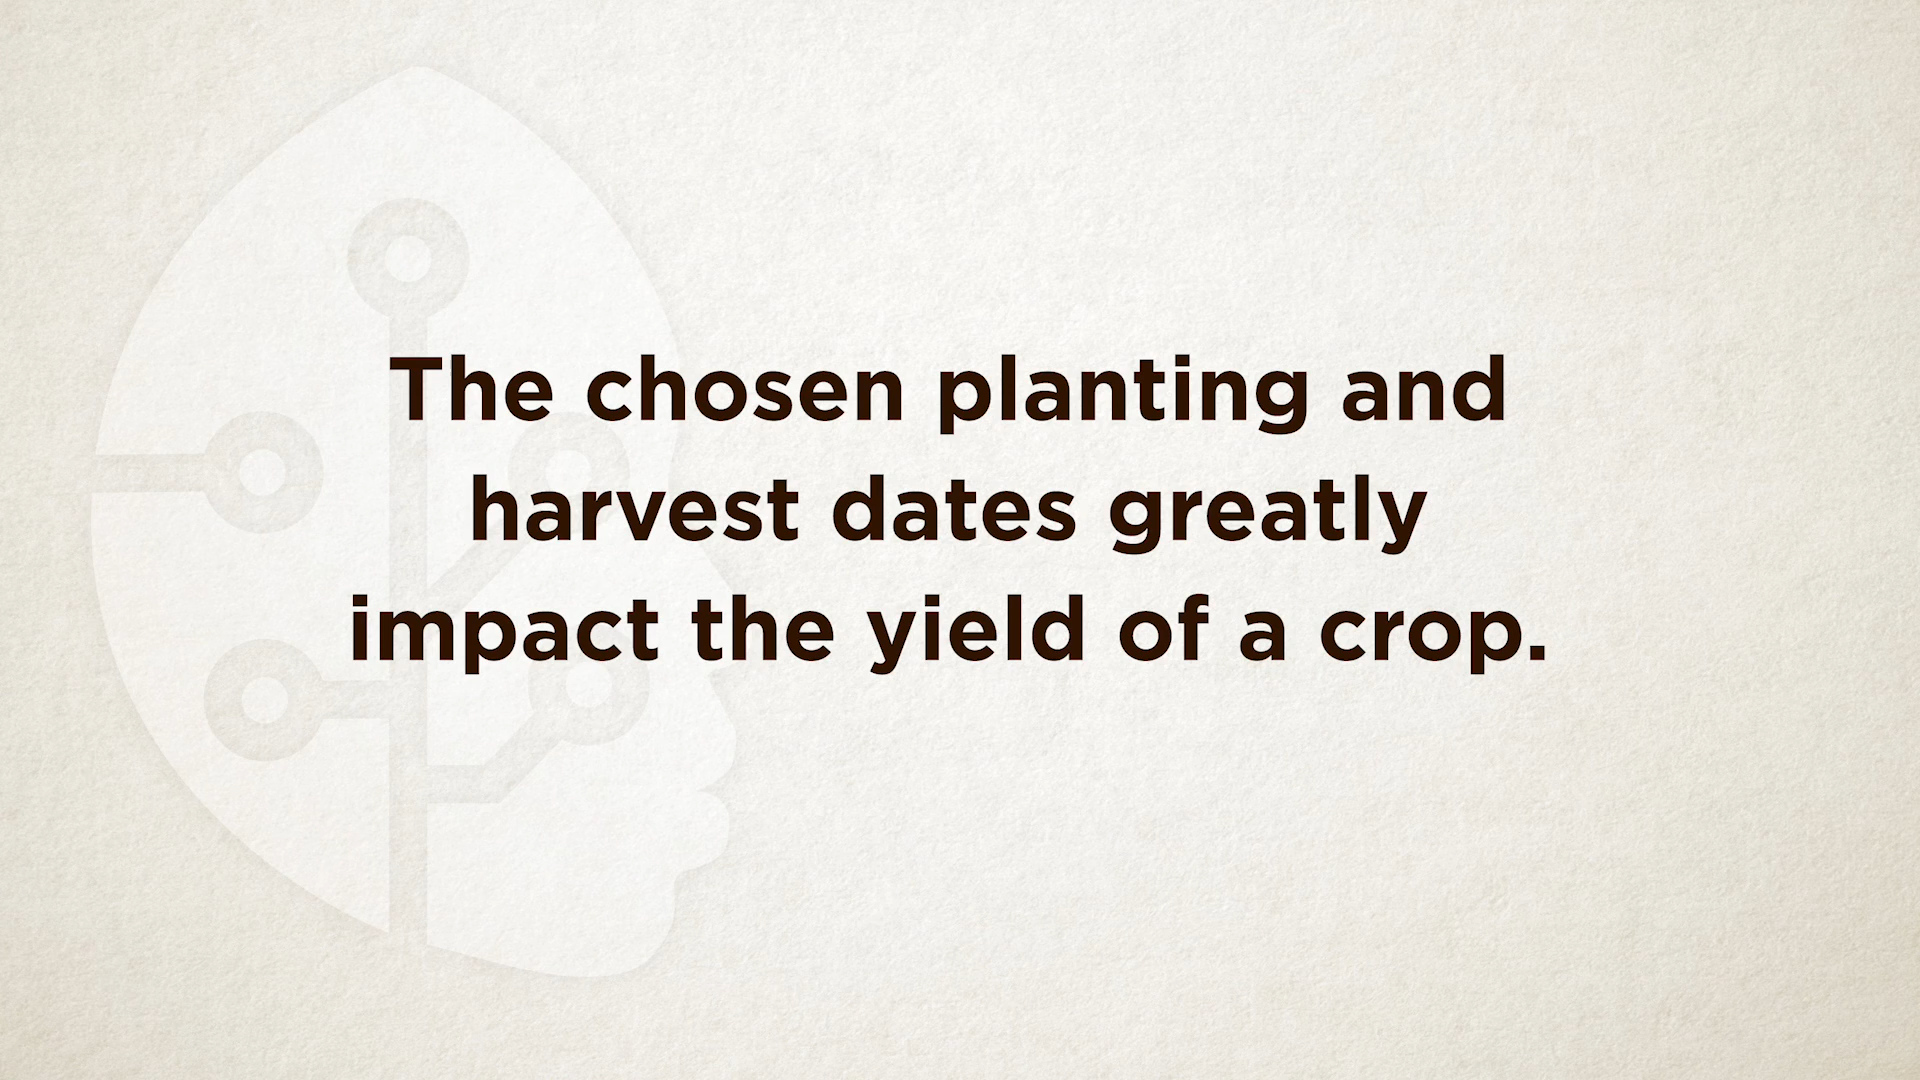 The chosen planting and
harvest dates greatly
impact the yield of a crop.